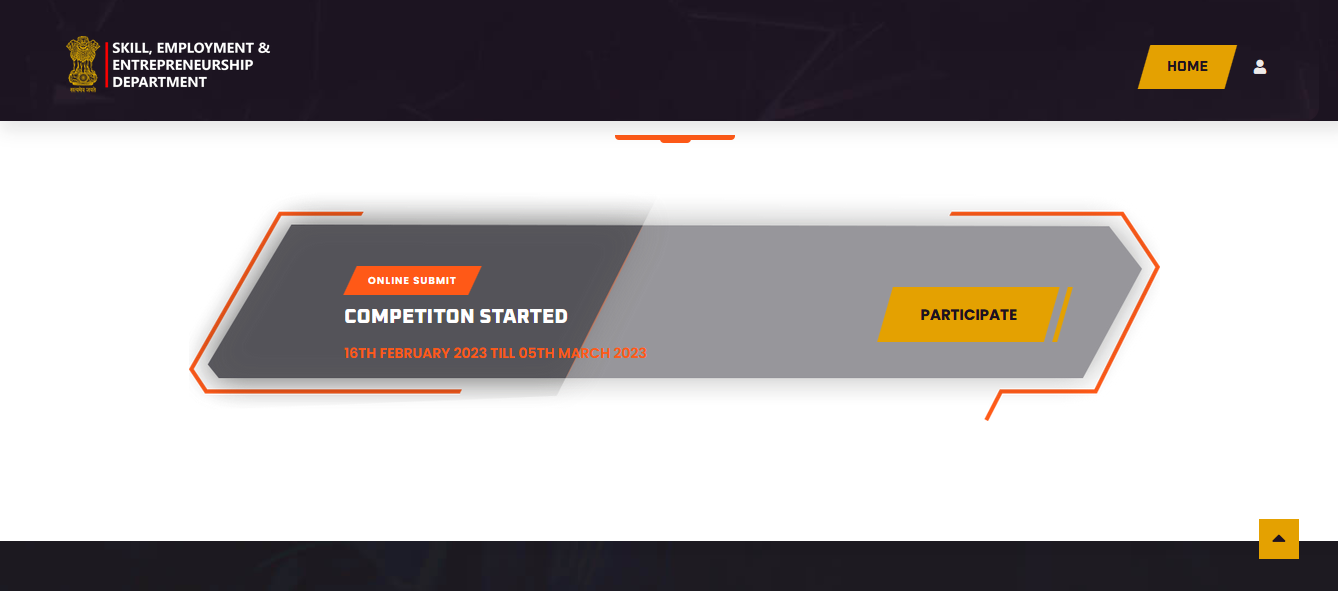 SKILL, EMPLOYMENT &
ENTREPRENEURSHIP
DEPARTMENT
सत्यमेव जयते
HOME
ONLINE SUBMIT
COMPETITON STARTED
16TH FEBRUARY 2023 TILL 05TH MARCH 2023
PARTICIPATE